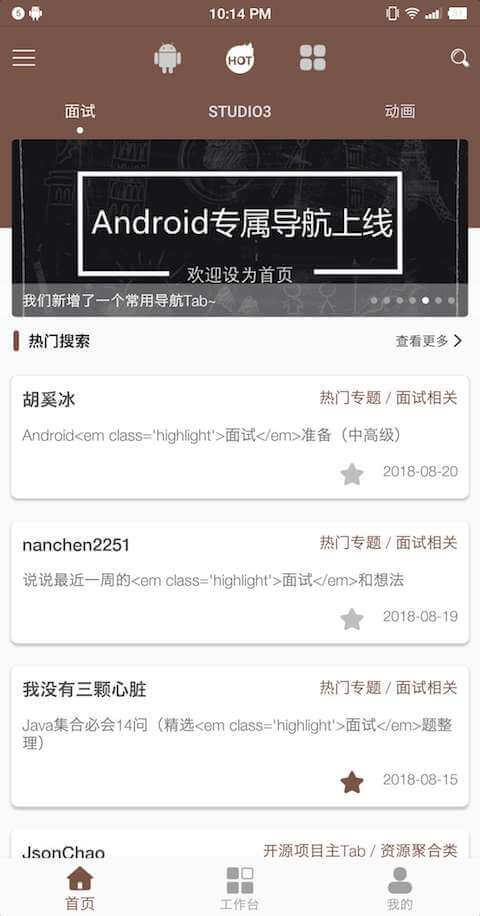 10:14 PM
HOT
面试
STUDIO3
动画
Android专属导航上线
欢迎设为首页
我们新增了一个常用导航Tab~
热门搜索
查看更多
胡奚冰
热门专题 / 面试相关
Android<em class='highlight'>面试</em>准备（中高级）
2018-08-20
nanchen2251
热门专题 / 面试相关
说说最近一周的<em class='highlight'>面试</em>和想法
2018-08-19
我没有三颗心脏
热门专题 / 面试相关
Java集合必会14问（精选<em class='highlight'>面试</em>题整
理）
2018-08-15
JsonChao
开源项目主Tab / 资源聚合类
首页
工作台
我的